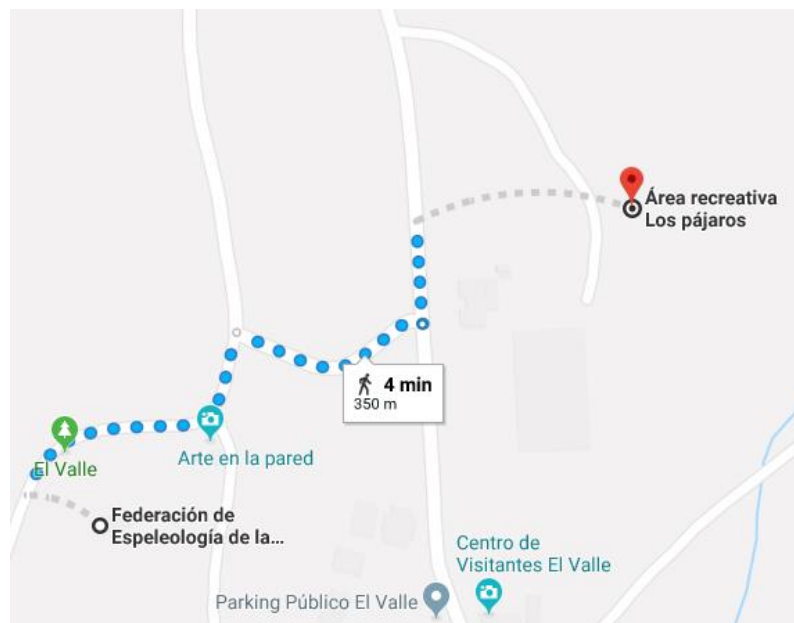 Área recreativa
Los pájaros
4 min
350 m
Arte en la pared
El Valle
Federación de
Espeleología de la...
Centro de
Visitantes El Valle
Parking Público El Valle